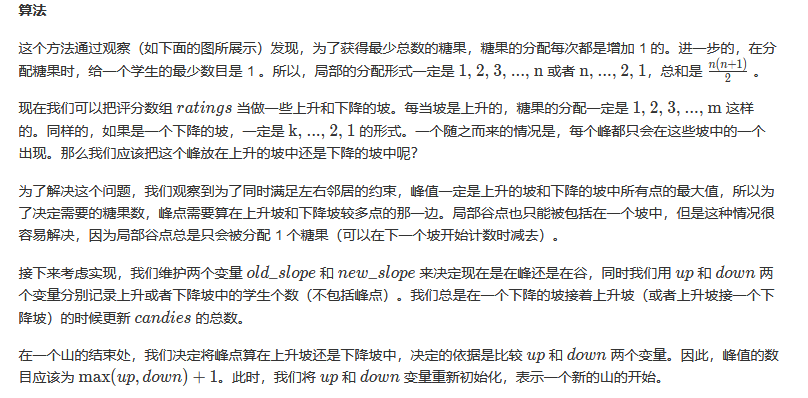 算法
这个方法通过观察（如下面的图所展示）发现，为了获得最少总数的糖果，糖果的分配每次都是增加 1 的。进一步的，在分
配糖果时，给一个学生的最少数目是 1 。所以，局部的分配形式一定是 1, 2, 3, ..., n 或者 n, ..., 2, 1，总和是 n(n+1)/2 。
现在我们可以把评分数组 ratings 当做一些上升和下降的坡。每当坡是上升的，糖果的分配一定是 1, 2, 3, ..., m 这样
的。同样的，如果是一个下降的坡，一定是 k, ..., 2, 1 的形式。一个随之而来的情况是，每个峰都只会在这些坡中的一个
出现。那么我们应该把这个峰放在上升的坡中还是下降的坡中呢？
为了解决这个问题，我们观察到为了同时满足左右邻居的约束，峰值一定是上升的坡和下降的坡中所有点的最大值，所以为
了决定需要的糖果数，峰点需要算在上升坡和下降坡较多点的那一边。局部谷点也只能被包括在一个坡中，但是这种情况很
容易解决，因为局部谷点总是只会被分配 1 个糖果（可以在下一个坡开始计数时减去）。
接下来考虑实现，我们维护两个变量 old_slope 和 new_slope 来决定现在是在峰还是在谷，同时我们用 up 和 down 两
个变量分别记录上升或者下降坡中的学生个数（不包括峰点）。我们总是在一个下降的坡接着上升坡（或者上升坡接一个下
降坡）的时候更新 candies 的总数。
在一个山的结束处，我们决定将峰点算在上升坡还是下降坡中，决定的依据是比较 up 和 down 两个变量。因此，峰值的数
目应该为 max(up, down) + 1。此时，我们将 up 和 down 变量重新初始化，表示一个新的山的开始。